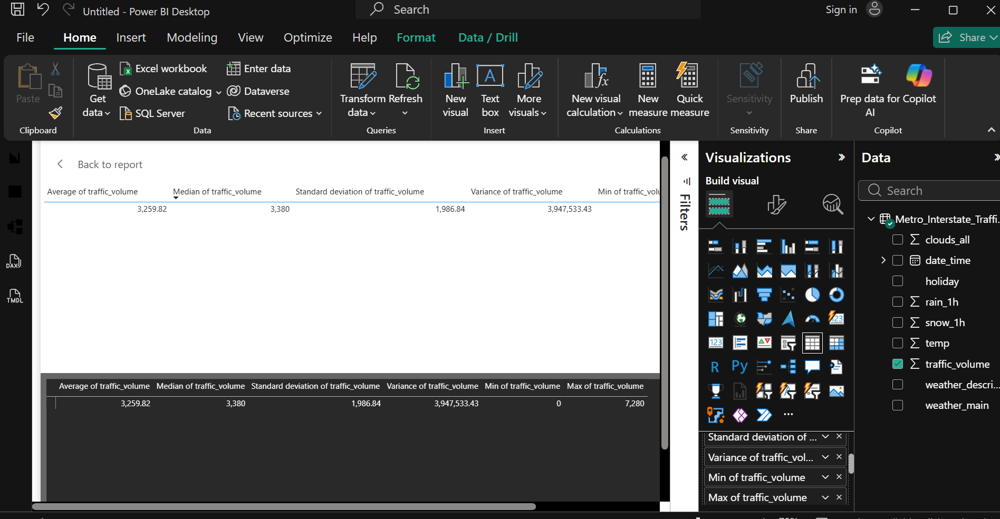 Untitled - Power BI Desktop
Search
Sign in
File
Home
Insert
Modeling
View
Optimize
Help
Format
Data / Drill
Share
Paste
Clipboard
Get data
Excel workbook
OneLake catalog
SQL Server
Enter data
Dataverse
Recent sources
Data
Transform data
Refresh
Queries
New visual
Text box
More visuals
Insert
New visual calculation
New measure
Quick measure
Calculations
Sensitivity
Sensitivity
Publish
Share
Prep data for AI
Copilot
Copilot
DAX
TMDL
Back to report
Average of traffic_volume Median of traffic_volume Standard deviation of traffic_volume Variance of traffic_volume Min of traffic_volu
3,259.82 3,380 1,986.84 3,947,533.43
Average of traffic_volume Median of traffic_volume Standard deviation of traffic_volume Variance of traffic_volume Min of traffic_volume Max of traffic_volume
3,259.82 3,380 1,986.84 3,947,533.43 0 7,280
Filters
Visualizations
Build visual
123
123
R Py
Standard deviation of ...
Variance of traffic_vol...
Min of traffic_volume
Max of traffic_volume
Data
Search
Metro_Interstate_Traffi...
clouds_all
date_time
holiday
rain_1h
snow_1h
temp
traffic_volume
weather_descri...
weather_main